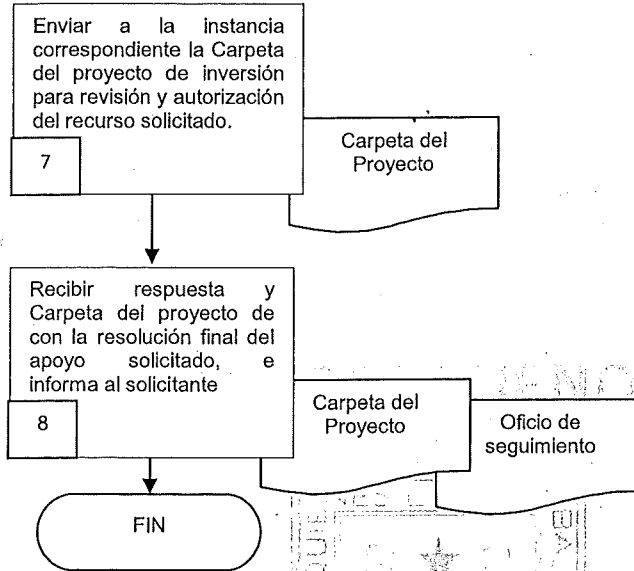 Enviar a la instancia
correspondiente la Carpeta
del proyecto de inversión
para revisión y autorización
del recurso solicitado.
7
Carpeta del
Proyecto
Recibir respuesta y
Carpeta del proyecto de
con la resolución final del
apoyo solicitado, e
informa al solicitante
8
Carpeta del
Proyecto
Oficio de
seguimiento
FIN